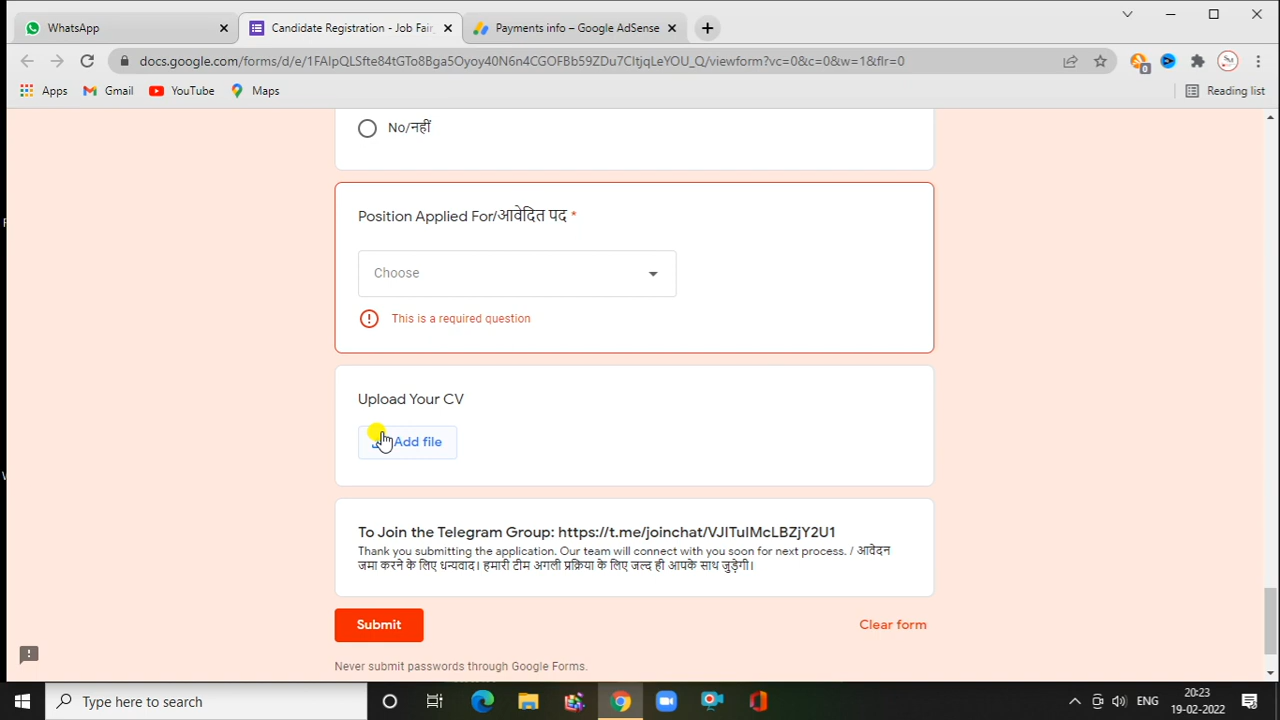 WhatsApp
Candidate Registration - Job Fair
Payments info – Google AdSense
docs.google.com/forms/d/e/1FAIpQLSfte84tGTo8Bga5Oyoy40N6n4CGOFBb59ZDu7CItjqLeYOU_Q/viewform?vc=0&c=0&w=1&flr=0
0
Apps
Gmail
YouTube
Maps
Reading list
No/नहीं
Position Applied For/आवेदित पद *
Choose
This is a required question
Upload Your CV
Add file
To Join the Telegram Group: https://t.me/joinchat/VJlTulMcLBZjY2U1
Thank you submitting the application. Our team will connect with you soon for next process. / आवेदन
जमा करने के लिए धन्यवाद। हमारी टीम अगली प्रक्रिया के लिए जल्द ही आपके साथ जुड़ेगी।
Submit
Clear form
Never submit passwords through Google Forms.
Type here to search
ENG
20:23
19-02-2022